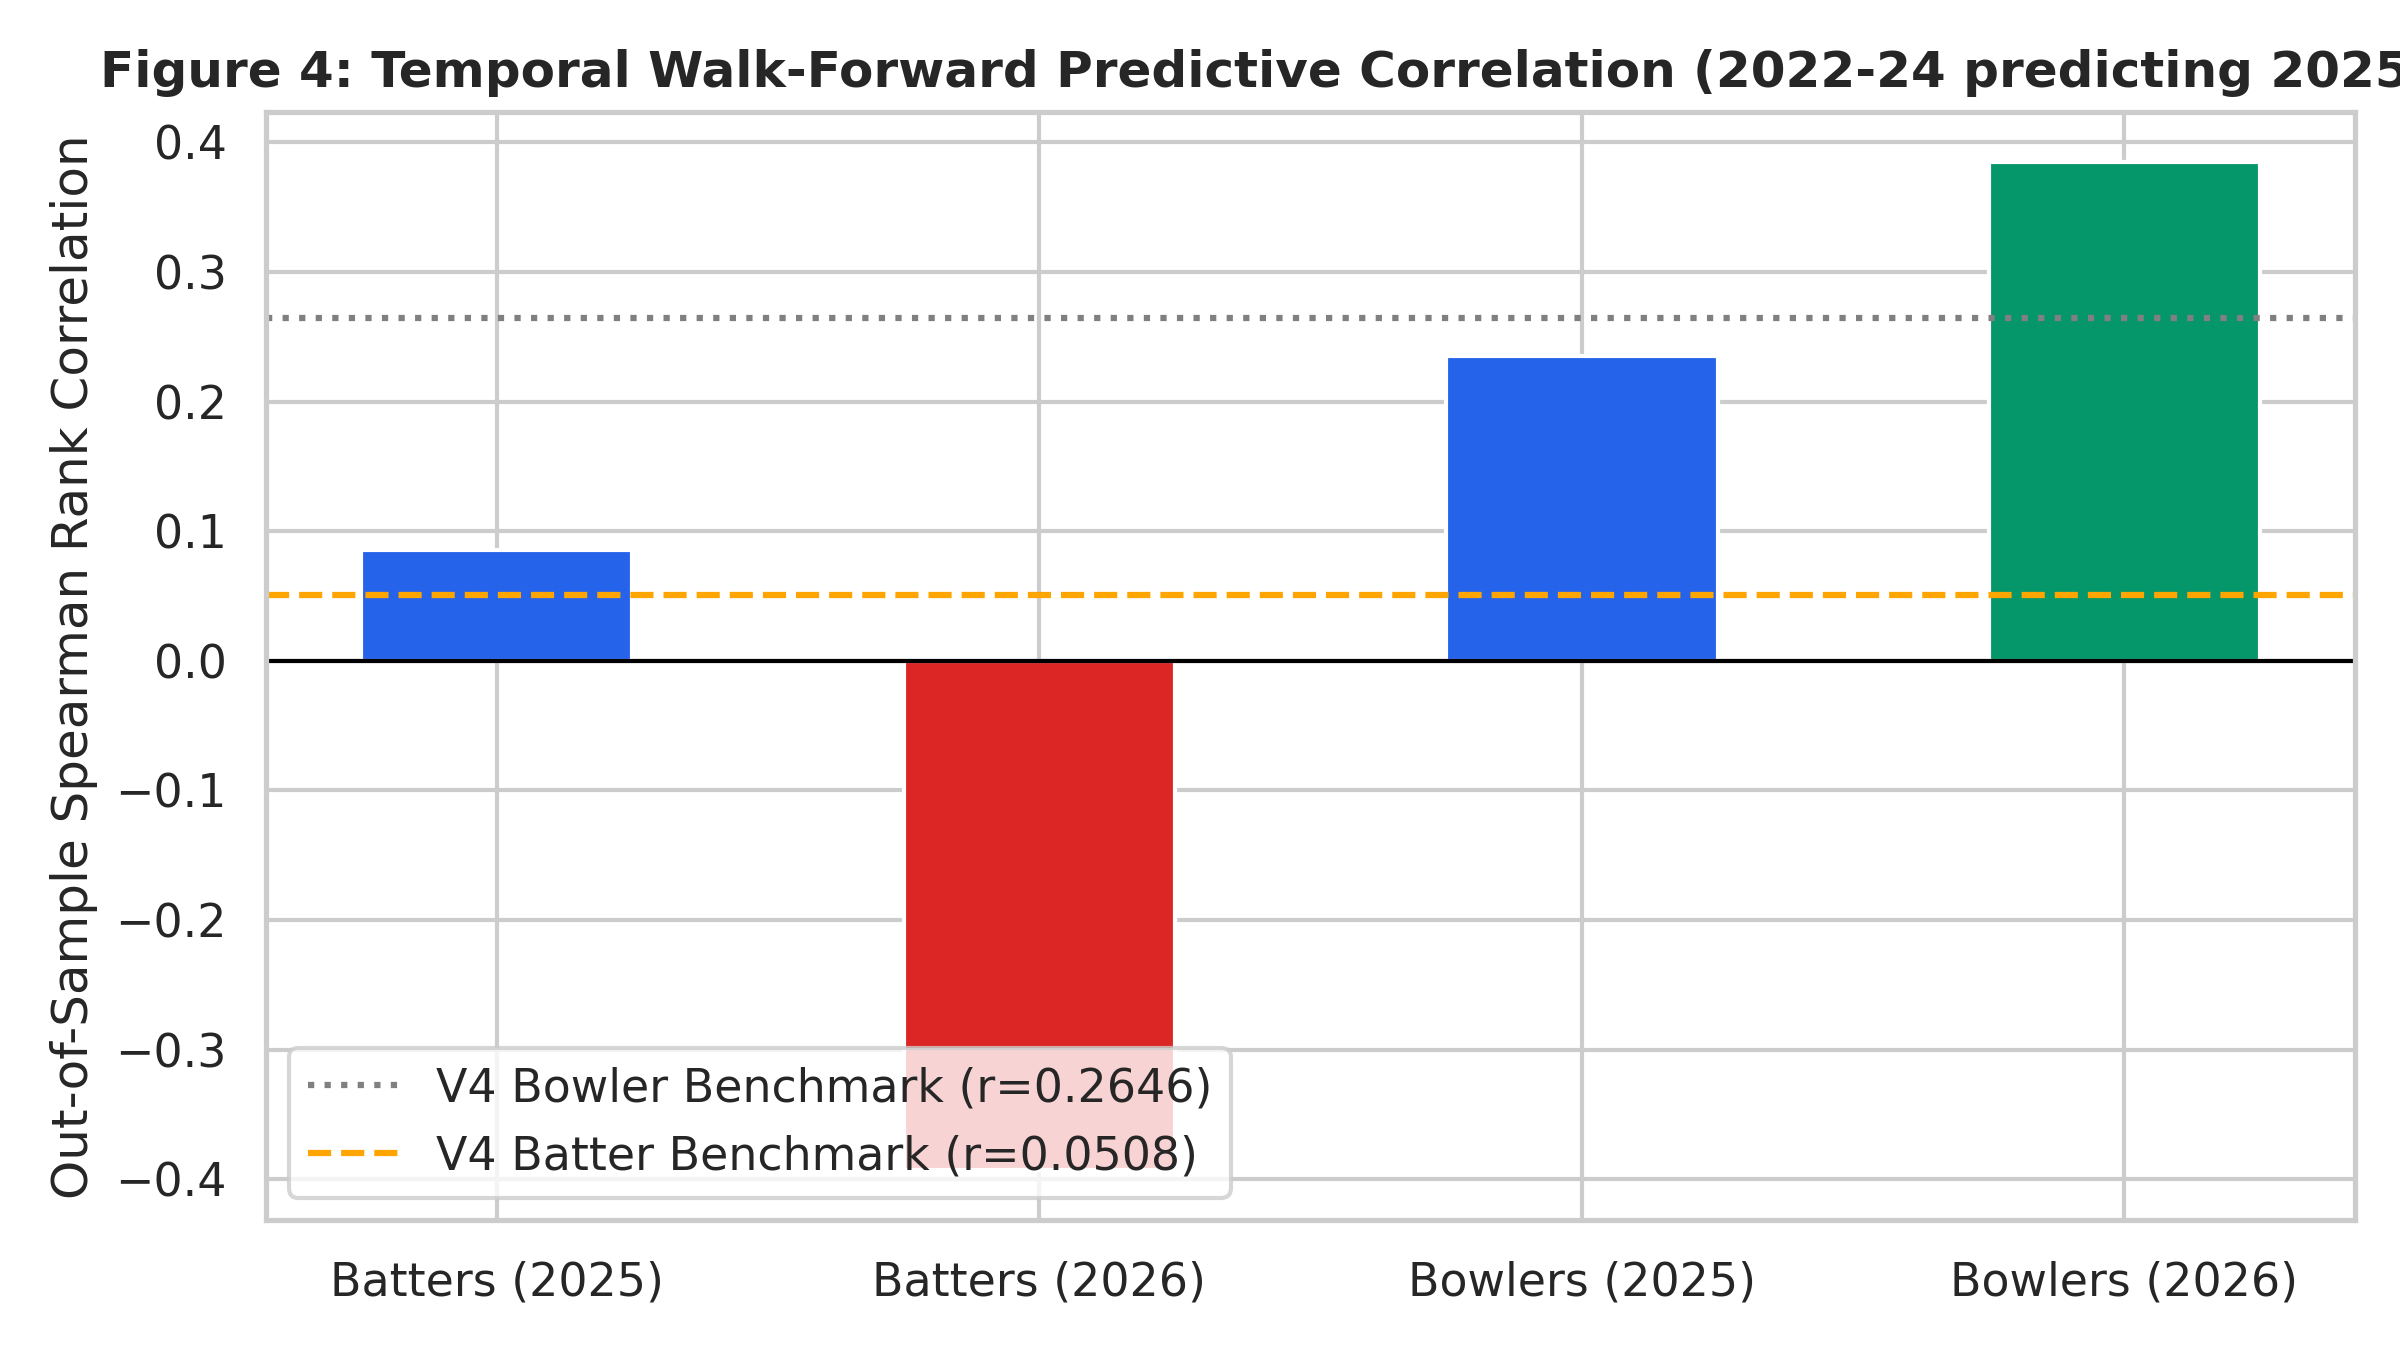 Figure 4: Temporal Walk-Forward Predictive Correlation (2022-24 predicting 2025
Out-of-Sample Spearman Rank Correlation
0.4
0.3
0.2
0.1
0.0
−0.1
−0.2
−0.3
−0.4
V4 Bowler Benchmark (r=0.2646)
V4 Batter Benchmark (r=0.0508)
Batters (2025)
Batters (2026)
Bowlers (2025)
Bowlers (2026)